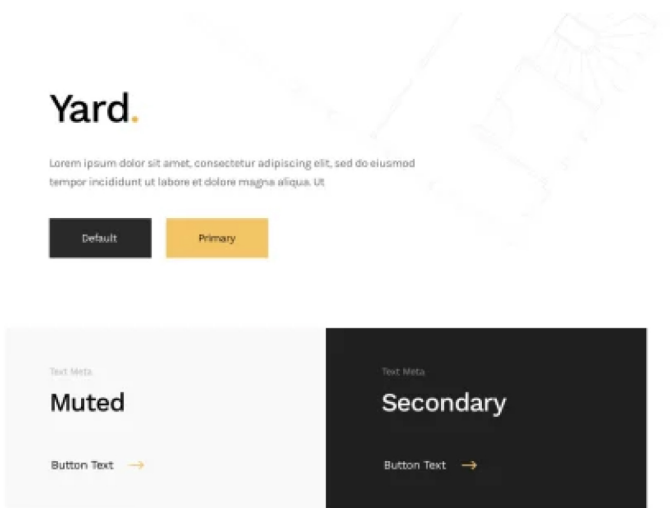 Yard.
Lorem ipsum dolor sit amet, consectetur adipiscing elit, sed do eiusmod
tempor incididunt ut labore et dolore magna aliqua. Ut
Default
Primary
Text Meta
Muted
Button Text
Text Meta
Secondary
Button Text